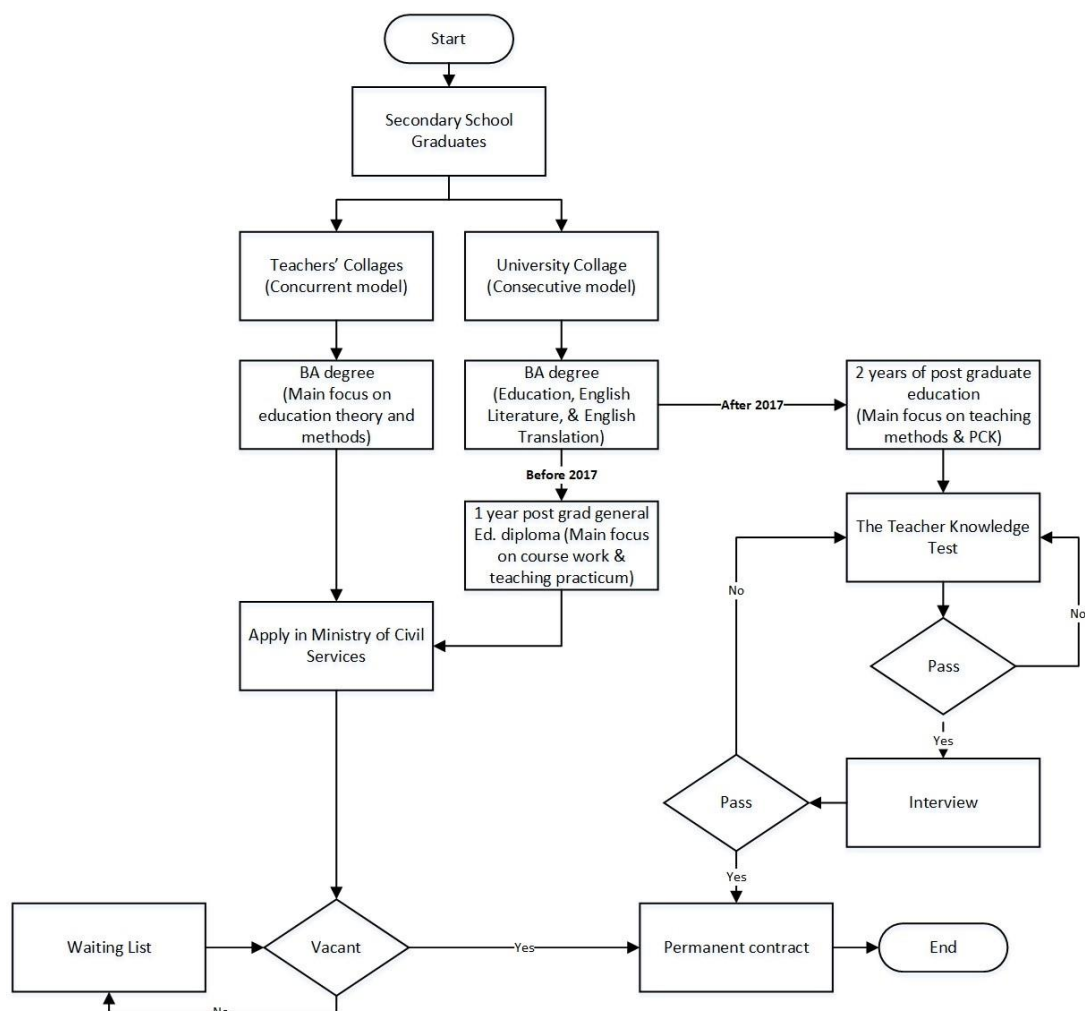 Start
Secondary School
Graduates
Teachers’ Collages
(Concurrent model)
University Collage
(Consecutive model)
BA degree
(Main focus on
education theory and
methods)
BA degree
(Education, English
Literature, & English
Translation)
After 2017
2 years of post graduate
education
(Main focus on teaching
methods & PCK)
Before 2017
1 year post grad general
Ed. diploma (Main focus
on course work &
teaching practicum)
The Teacher Knowledge
Test
No
No
Apply in Ministry of Civil
Services
Pass
Yes
Pass
Interview
Yes
Waiting List
Vacant
Yes
Permanent contract
End
No